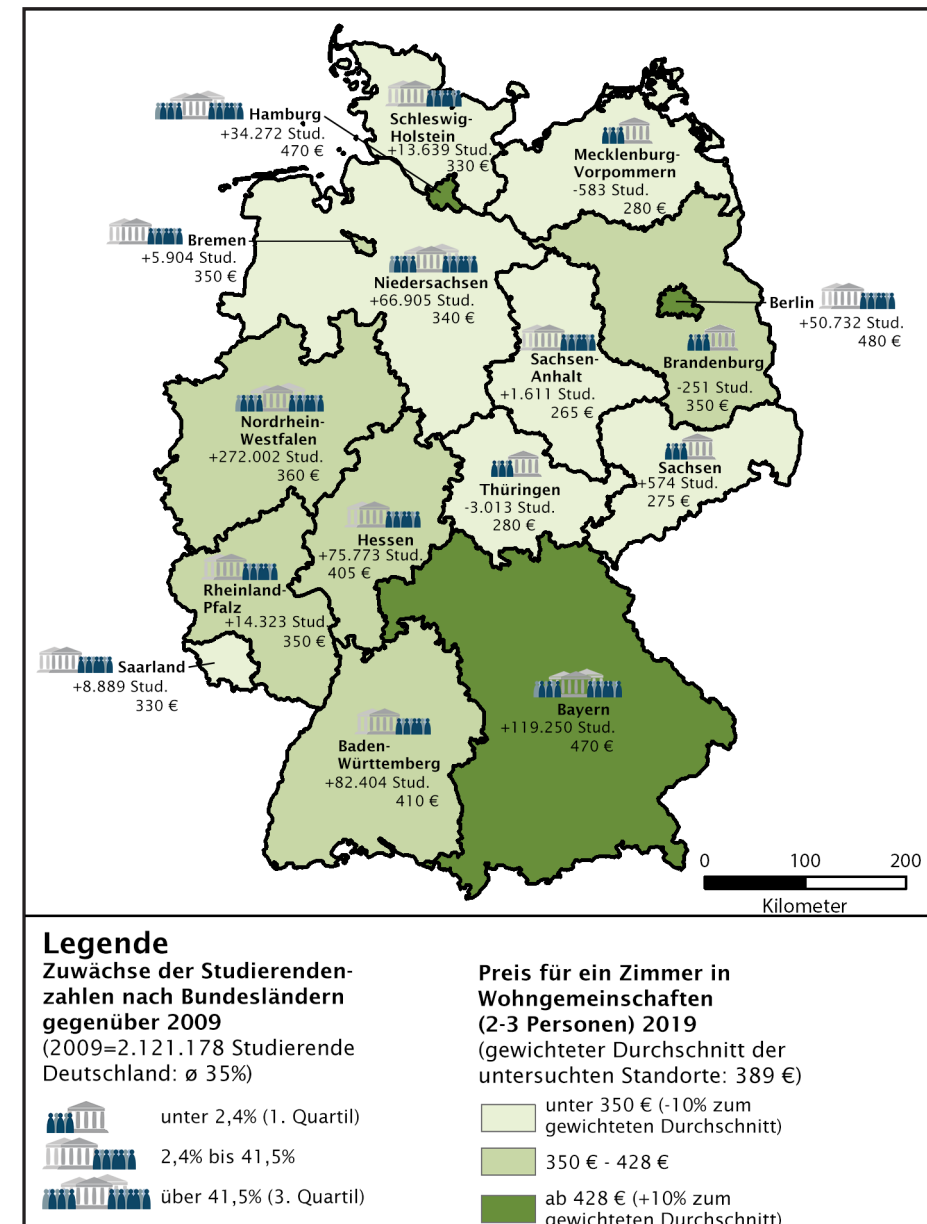 Hamburg
+34.272 Stud.
470 €
Schleswig-
Holstein
+13.639 Stud.
330 €
Mecklenburg-
Vorpommern
-583 Stud.
280 €
Bremen
+5.904 Stud.
350 €
Niedersachsen
+66.905 Stud.
340 €
Berlin
+50.732 Stud.
480 €
Sachsen-
Anhalt
+1.611 Stud.
265 €
Brandenburg
-251 Stud.
350 €
Nordrhein-
Westfalen
+272.002 Stud.
360 €
Sachsen
+574 Stud.
275 €
Thüringen
-3.013 Stud.
280 €
Hessen
+75.773 Stud.
405 €
Rheinland-
Pfalz
+14.323 Stud.
350 €
Saarland
+8.889 Stud.
330 €
Bayern
+119.250 Stud.
470 €
Baden-
Württemberg
+82.404 Stud.
410 €
0 100 200
Kilometer
Legende
Zuwächse der Studierenden-
zahlen nach Bundesländern
gegenüber 2009
(2009=2.121.178 Studierende
Deutschland: ø 35%)
unter 2,4% (1. Quartil)
2,4% bis 41,5%
über 41,5% (3. Quartil)
Preis für ein Zimmer in
Wohngemeinschaften
(2-3 Personen) 2019
(gewichteter Durchschnitt der
untersuchten Standorte: 389 €)
unter 350 € (-10% zum
gewichteten Durchschnitt)
350 € - 428 €
ab 428 € (+10% zum
gewichteten Durchschnitt)